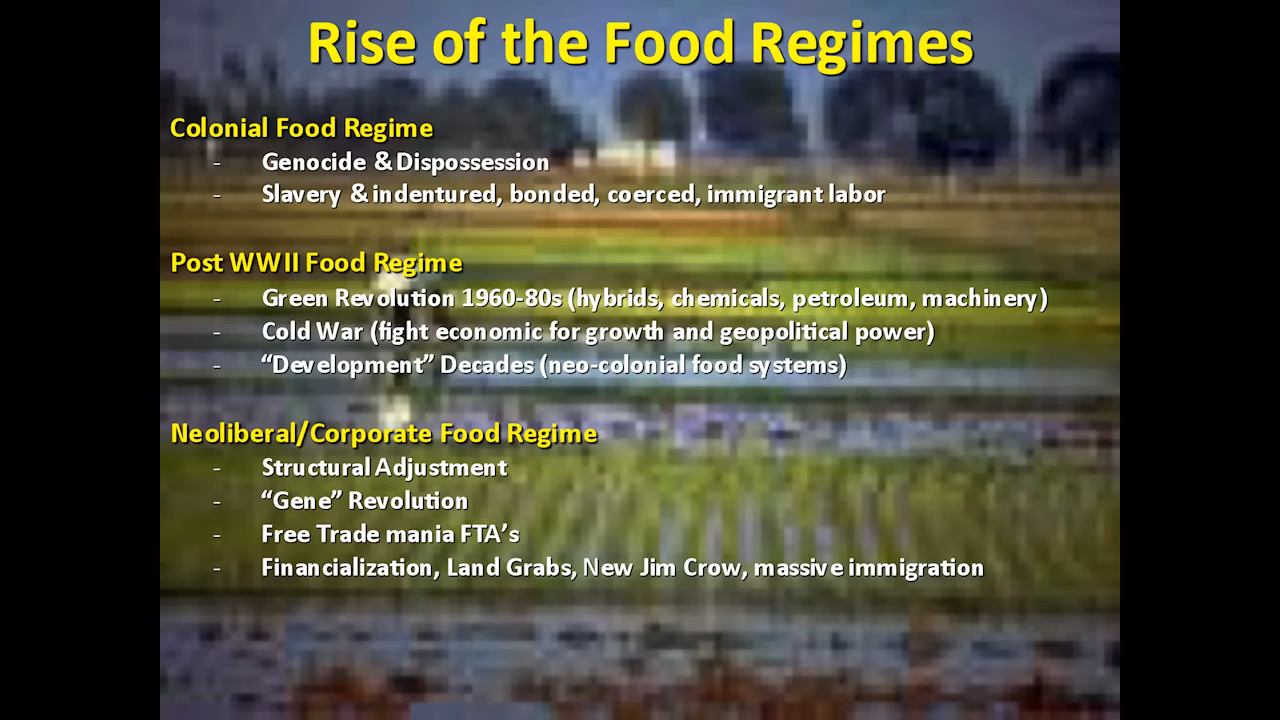 Rise of the Food Regimes
Colonial Food Regime
- Genocide & Dispossession
- Slavery & indentured, bonded, coerced, immigrant labor
Post WWII Food Regime
- Green Revolution 1960-80s (hybrids, chemicals, petroleum, machinery)
- Cold War (fight economic for growth and geopolitical power)
- “Development” Decades (neo-colonial food systems)
Neoliberal/Corporate Food Regime
- Structural Adjustment
- “Gene” Revolution
- Free Trade mania FTA’s
- Financialization, Land Grabs, New Jim Crow, massive immigration